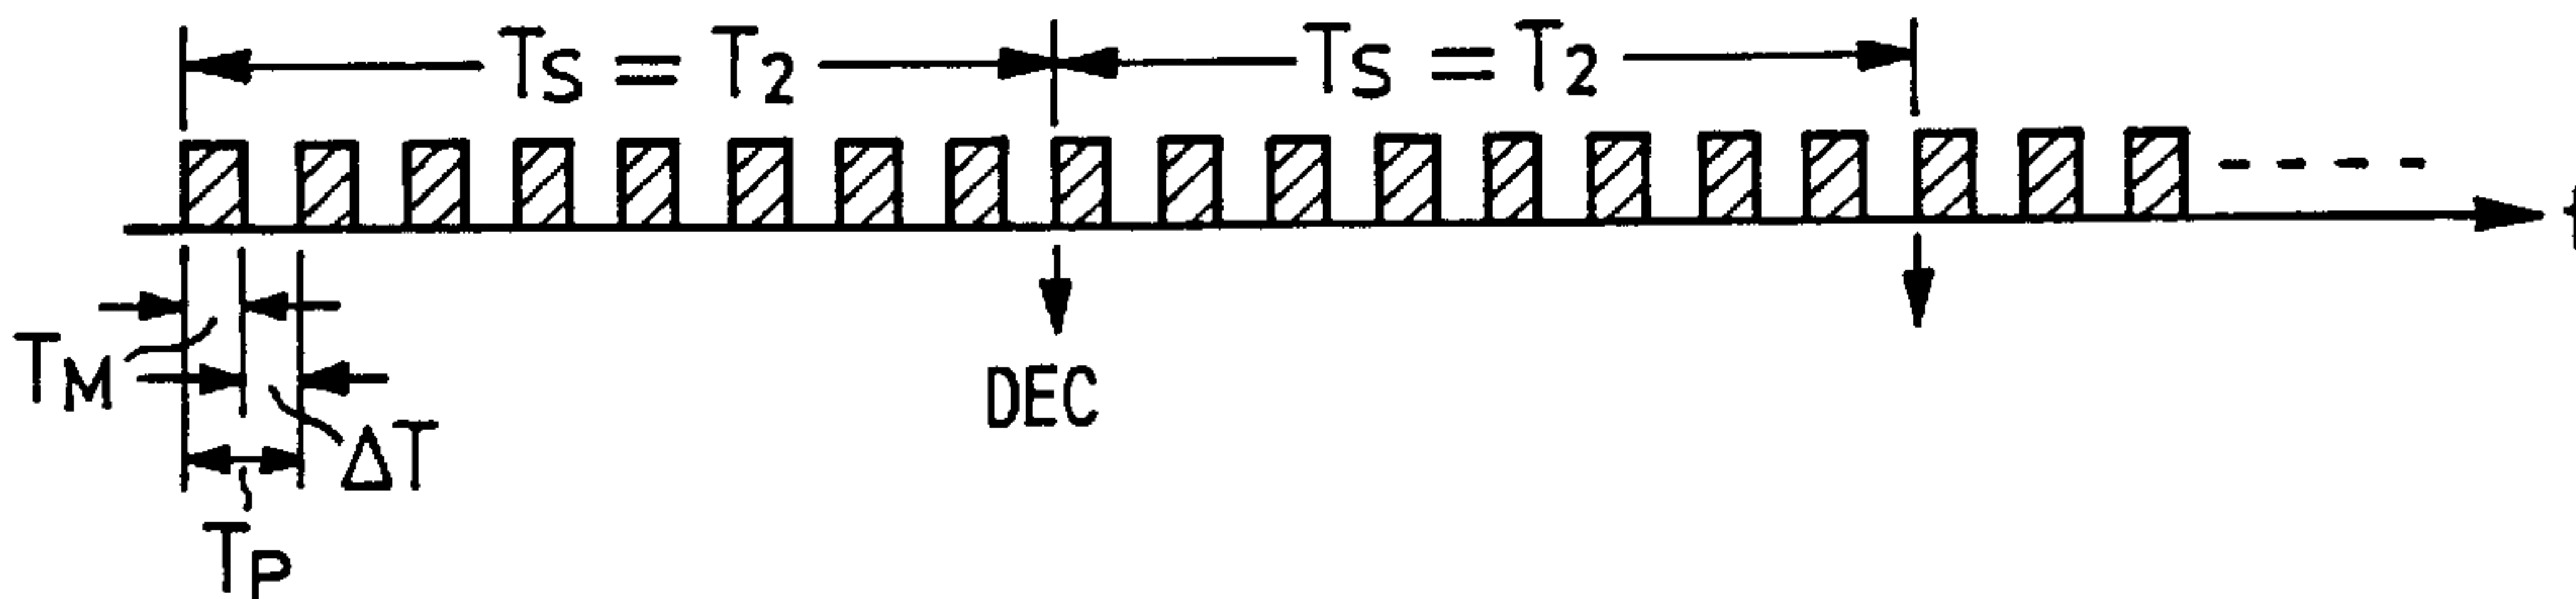 TS = T2
TS = T2
t
TM
ΔT
DEC
TP